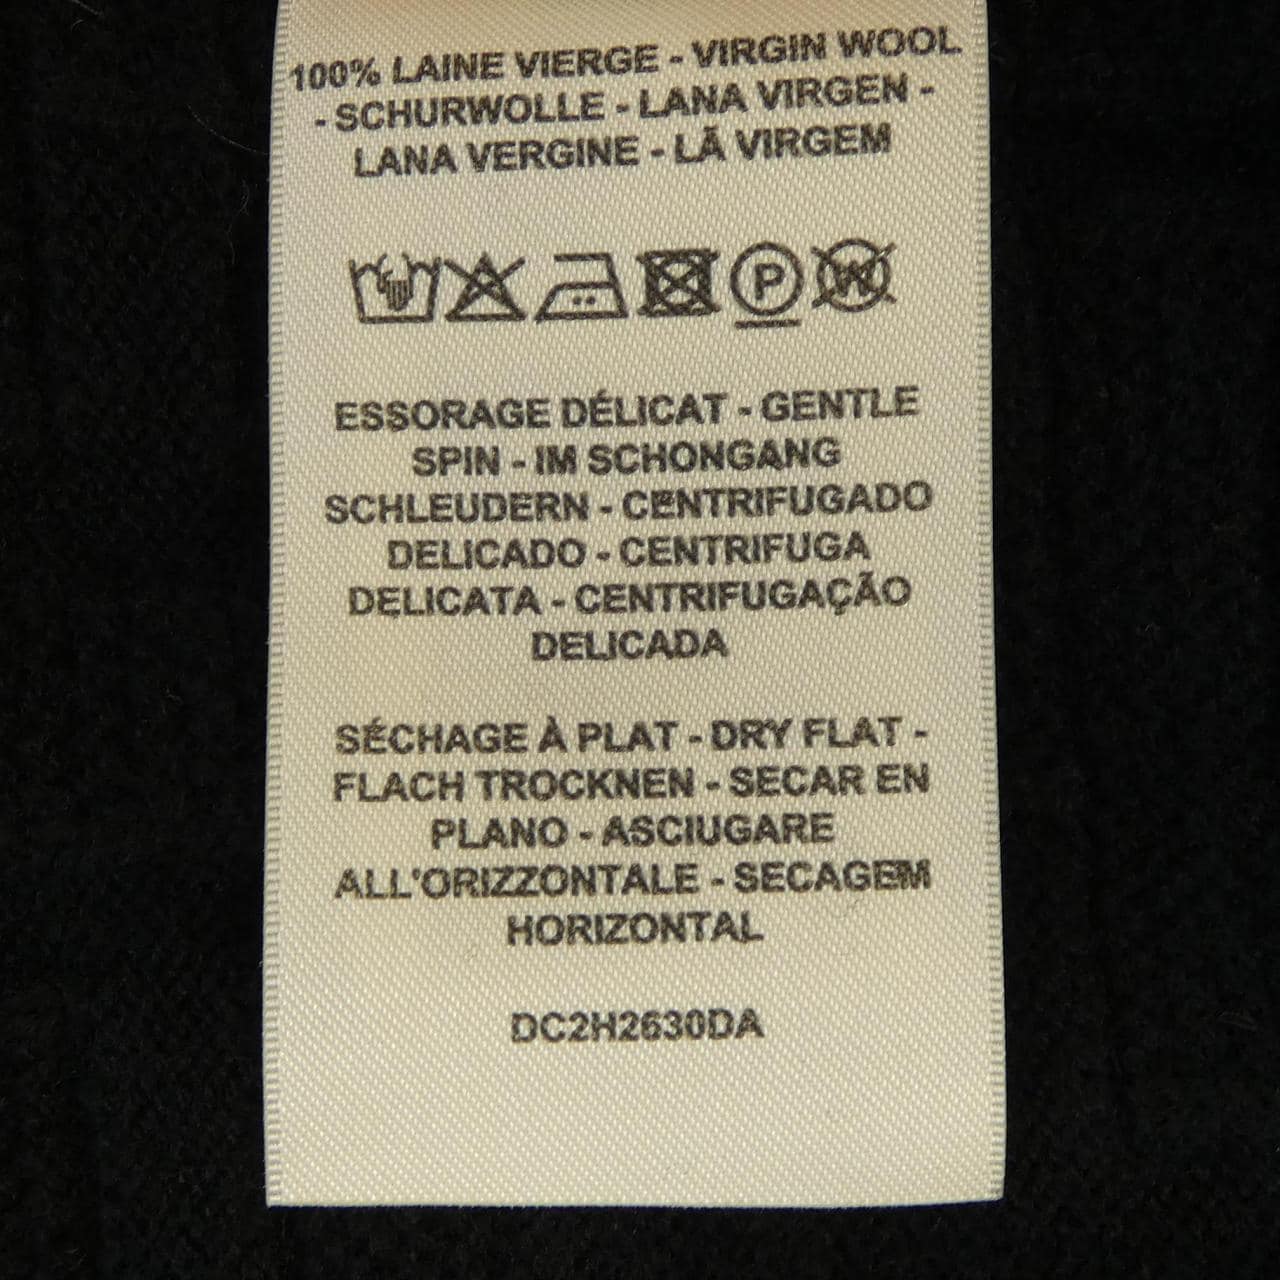 100% LAINE VIERGE - VIRGIN WOOL
- SCHURWOLLE - LANA VIRGEN -
LANA VERGINE - LÃ VIRGEM
P W
ESSORAGE DÉLICAT - GENTLE
SPIN - IM SCHONGANG
SCHLEUDERN - CENTRIFUGADO
DELICADO - CENTRIFUGA
DELICATA - CENTRIFUGAÇÃO
DELICADA
SÉCHAGE À PLAT - DRY FLAT -
FLACH TROCKNEN - SECAR EN
PLANO - ASCIUGARE
ALL'ORIZZONTALE - SECAGEM
HORIZONTAL
DC2H2630DA